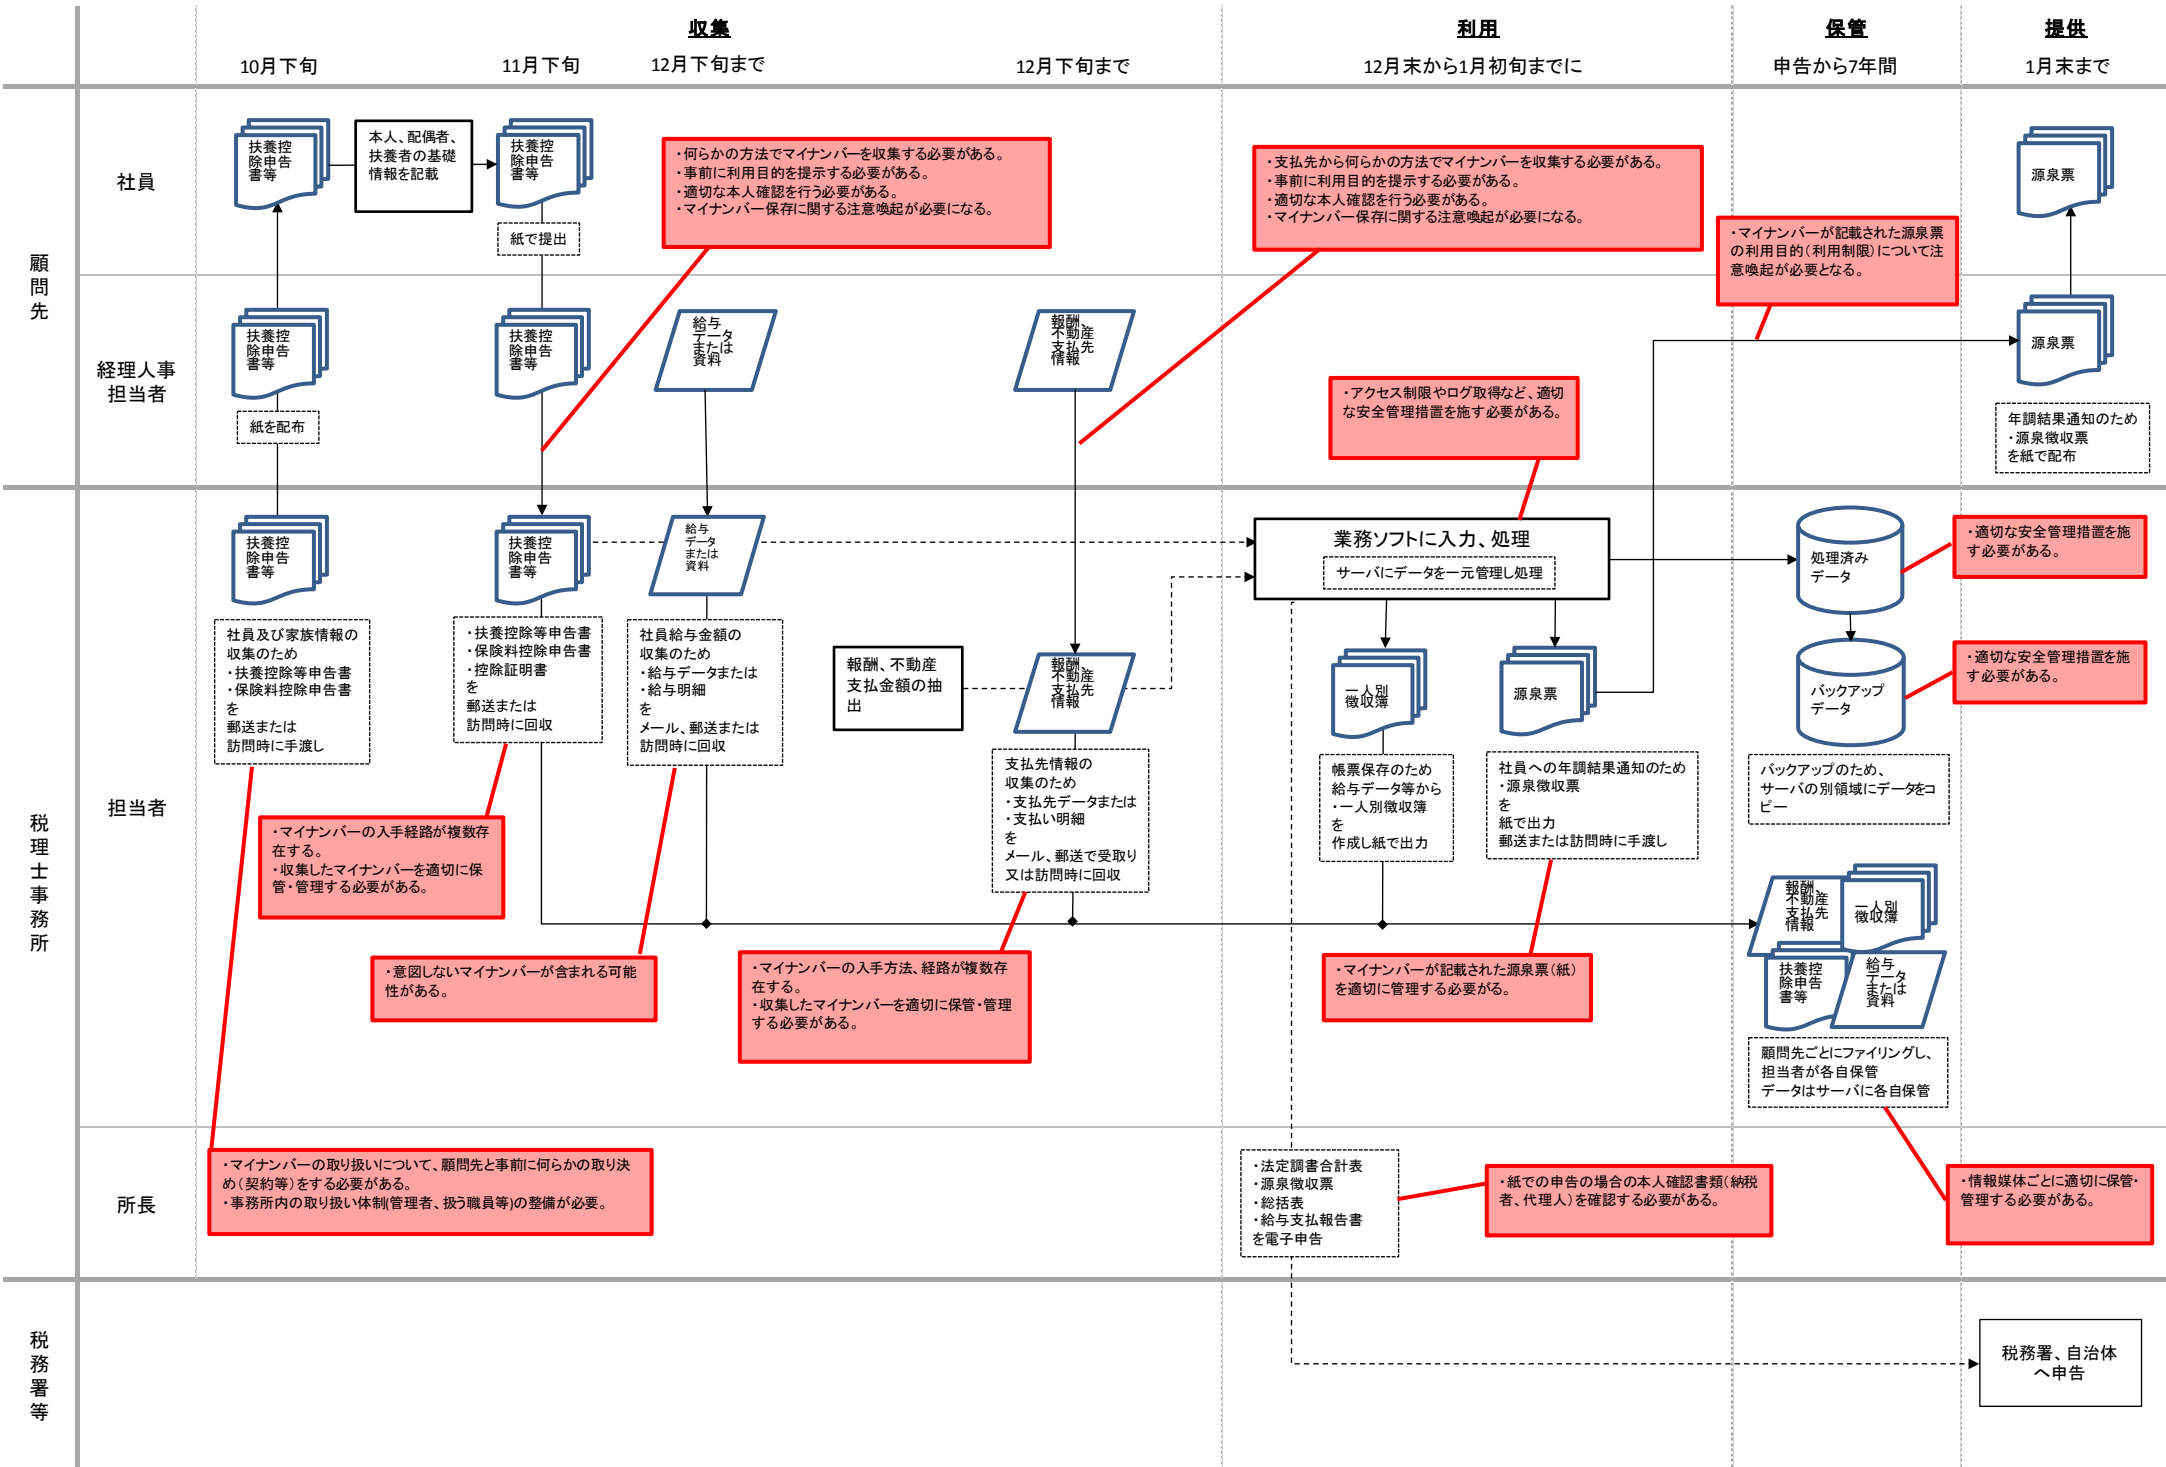 収集
利用
保管
提供
10月下旬
11月下旬
12月下旬まで
12月下旬まで
12月末から1月初旬までに
申告から7年間
1月末まで
顧問先
社員
扶養控
除申告
書等
本人、配偶者、
扶養者の基礎
情報を記載
扶養控
除申告
書等
紙で提出
・何らかの方法でマイナンバーを収集する必要がある。
・事前に利用目的を提示する必要がある。
・適切な本人確認を行う必要がある。
・マイナンバー保存に関する注意喚起が必要になる。
・支払先から何らかの方法でマイナンバーを収集する必要がある。
・事前に利用目的を提示する必要がある。
・適切な本人確認を行う必要がある。
・マイナンバー保存に関する注意喚起が必要になる。
・マイナンバーが記載された源泉票
の利用目的(利用制限)について注
意喚起が必要となる。
源泉票
経理人事
担当者
扶養控
除申告
書等
紙を配布
扶養控
除申告
書等
給与
データ
または
資料
報酬、
不動産
支払先
情報
・アクセス制限やログ取得など、適切
な安全管理措置を施す必要がある。
源泉票
年調結果通知のため
・源泉徴収票
を紙で配布
税理士事務所
担当者
扶養控
除申告
書等
社員及び家族情報の
収集のため
・扶養控除等申告書
・保険料控除申告書
を
郵送または
訪問時に手渡し
扶養控
除申告
書等
・扶養控除等申告書
・保険料控除申告書
・控除証明書
を
郵送または
訪問時に回収
給与
データ
または
資料
社員給与金額の
収集のため
・給与データまたは
・給与明細
を
メール、郵送または
訪問時に回収
報酬、不動産
支払金額の抽
出
報酬、
不動産
支払先
情報
支払先情報の
収集のため
・支払先データまたは
・支払い明細
を
メール、郵送で受取り
又は訪問時に回収
業務ソフトに入力、処理
サーバにデータを一元管理し処理
一人別
徴収簿
帳票保存のため
給与データ等から
・一人別徴収簿
を
作成し紙で出力
源泉票
社員への年調結果通知のため
・源泉徴収票
を
紙で出力
郵送または訪問時に手渡し
処理済み
データ
・適切な安全管理措置を施
す必要がある。
バックアップ
データ
・適切な安全管理措置を施
す必要がある。
バックアップのため、
サーバの別領域にデータをコ
ピー
・マイナンバーの入手経路が複数存
在する。
・収集したマイナンバーを適切に保
管・管理する必要がある。
・意図しないマイナンバーが含まれる可能
性がある。
・マイナンバーの入手方法、経路が複数存
在する。
・収集したマイナンバーを適切に保管・管理
する必要がある。
・マイナンバーが記載された源泉票(紙)
を適切に管理する必要がる。
報酬、
不動産
支払先
情報
一人別
徴収簿
扶養控
除申告
書等
給与
データ
または
資料
顧問先ごとにファイリングし、
担当者が各自保管
データはサーバに各自保管
所長
・マイナンバーの取り扱いについて、顧問先と事前に何らかの取り決
め(契約等)をする必要がある。
・事務所内の取り扱い体制(管理者、扱う職員等)の整備が必要。
・法定調書合計表
・源泉徴収票
・総括表
・給与支払報告書
を電子申告
・紙での申告の場合の本人確認書類(納税
者、代理人)を確認する必要がある。
・情報媒体ごとに適切に保管・
管理する必要がある。
税務署等
税務署、自治体
へ申告